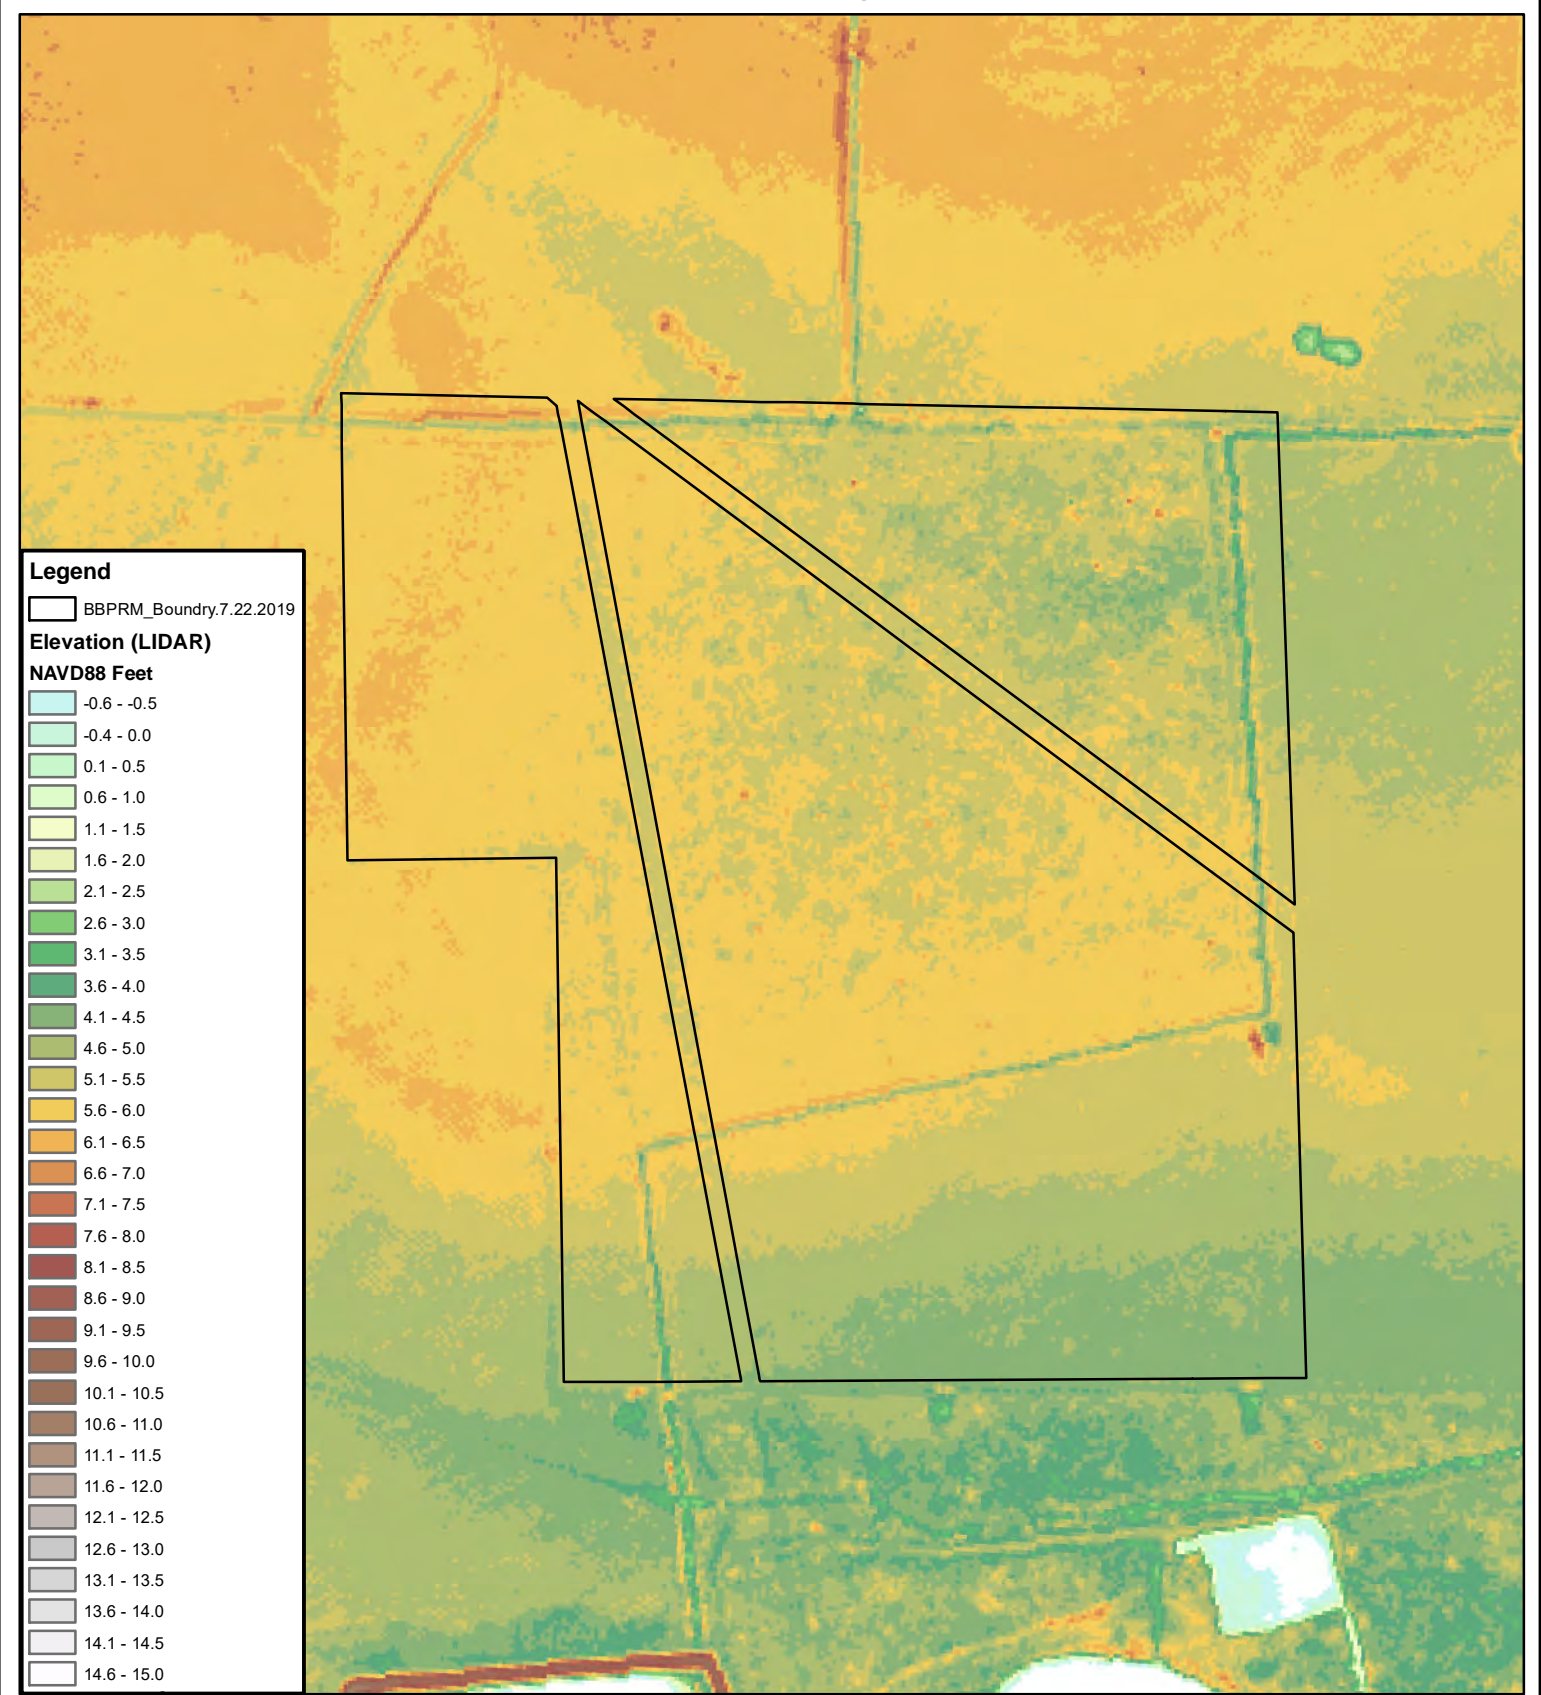 Legend
BBPRM_Boundry.7.22.2019
Elevation (LIDAR)
NAVD88 Feet
-0.6 - -0.5
-0.4 - 0.0
0.1 - 0.5
0.6 - 1.0
1.1 - 1.5
1.6 - 2.0
2.1 - 2.5
2.6 - 3.0
3.1 - 3.5
3.6 - 4.0
4.1 - 4.5
4.6 - 5.0
5.1 - 5.5
5.6 - 6.0
6.1 - 6.5
6.6 - 7.0
7.1 - 7.5
7.6 - 8.0
8.1 - 8.5
8.6 - 9.0
9.1 - 9.5
9.6 - 10.0
10.1 - 10.5
10.6 - 11.0
11.1 - 11.5
11.6 - 12.0
12.1 - 12.5
12.6 - 13.0
13.1 - 13.5
13.6 - 14.0
14.1 - 14.5
14.6 - 15.0